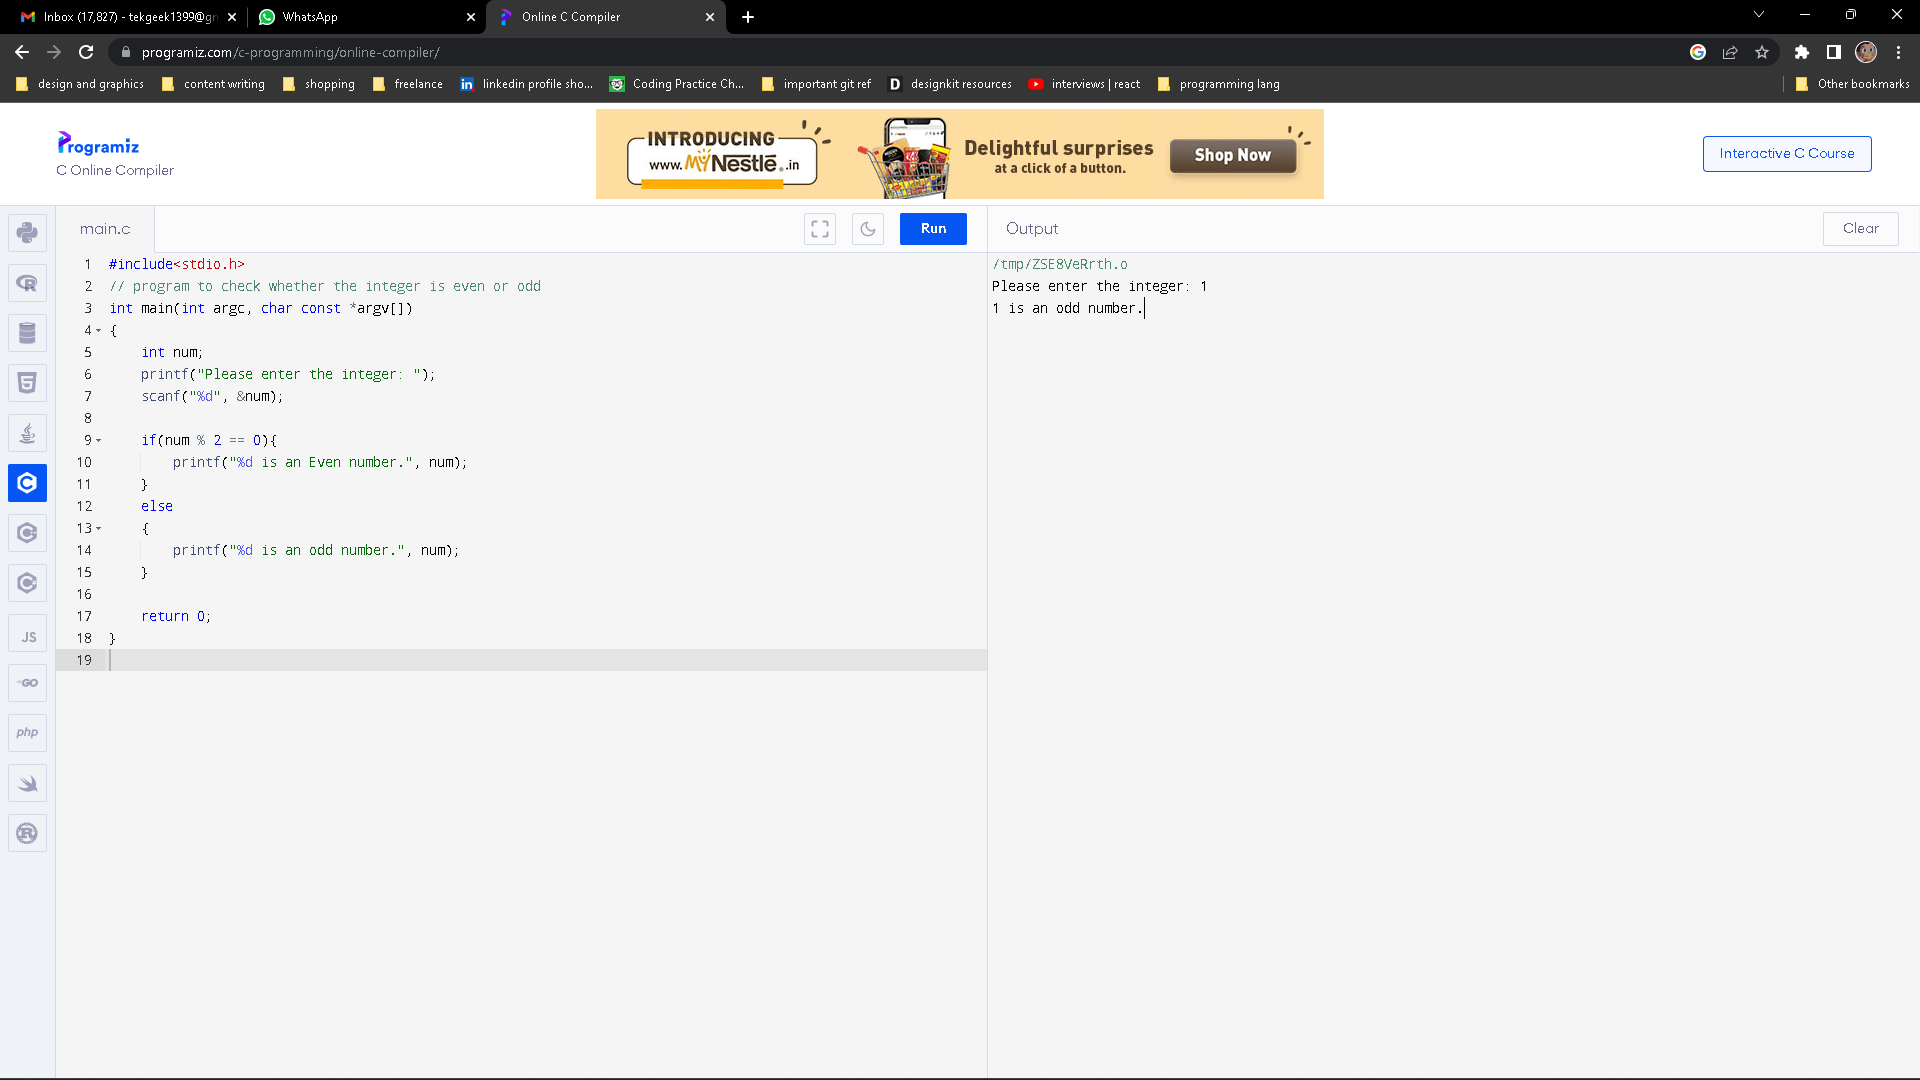 Inbox (17,827) - tekgeek1399@gn
WhatsApp
Online C Compiler
programiz.com/c-programming/online-compiler/
design and graphics
content writing
shopping
freelance
linkedin profile sho...
Coding Practice Ch...
important git ref
designkit resources
interviews | react
programming lang
Other bookmarks
Programiz
C Online Compiler
INTRODUCING
www.MYNestlé.in
Delightful surprises
at a click of a button.
Shop Now
Interactive C Course
main.c
Run
Output
Clear
1 #include<stdio.h>
2 // program to check whether the integer is even or odd
3 int main(int argc, char const *argv[])
4 {
5     int num;
6     printf("Please enter the integer: ");
7     scanf("%d", &num);
8
9     if(num % 2 == 0){
10         printf("%d is an Even number.", num);
11     }
12     else
13     {
14         printf("%d is an odd number.", num);
15     }
16
17     return 0;
18 }
19
/tmp/ZSE8VeRrth.o
Please enter the integer: 1
1 is an odd number.
JS
GO
php